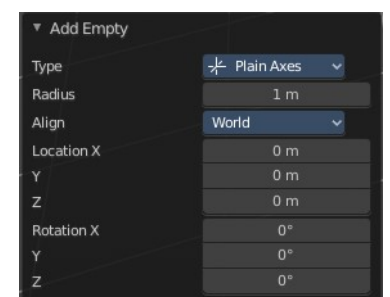 Add Empty
Type Plain Axes
Radius 1 m
Align World
Location X 0 m
Y 0 m
Z 0 m
Rotation X 0°
Y 0°
Z 0°